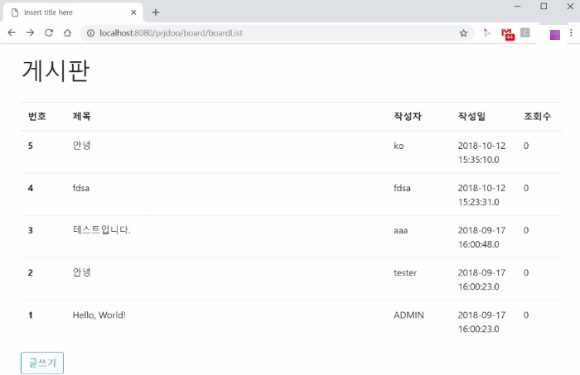 Insert title here
localhost:8080/prjdoo/board/boardList
게시판
번호 제목 작성자 작성일 조회수
5 안녕 ko 2018-10-12 0
15:35:10.0
4 fdsa fdsa 2018-10-12 0
15:23:31.0
3 테스트입니다. aaa 2018-09-17 0
16:00:48.0
2 안녕 tester 2018-09-17 0
16:00:23.0
1 Hello, World! ADMIN 2018-09-17 0
16:00:23.0
글쓰기